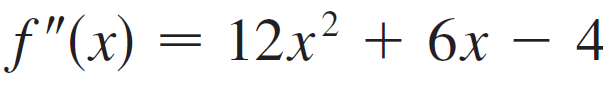 f″(x) = 12x² + 6x − 4